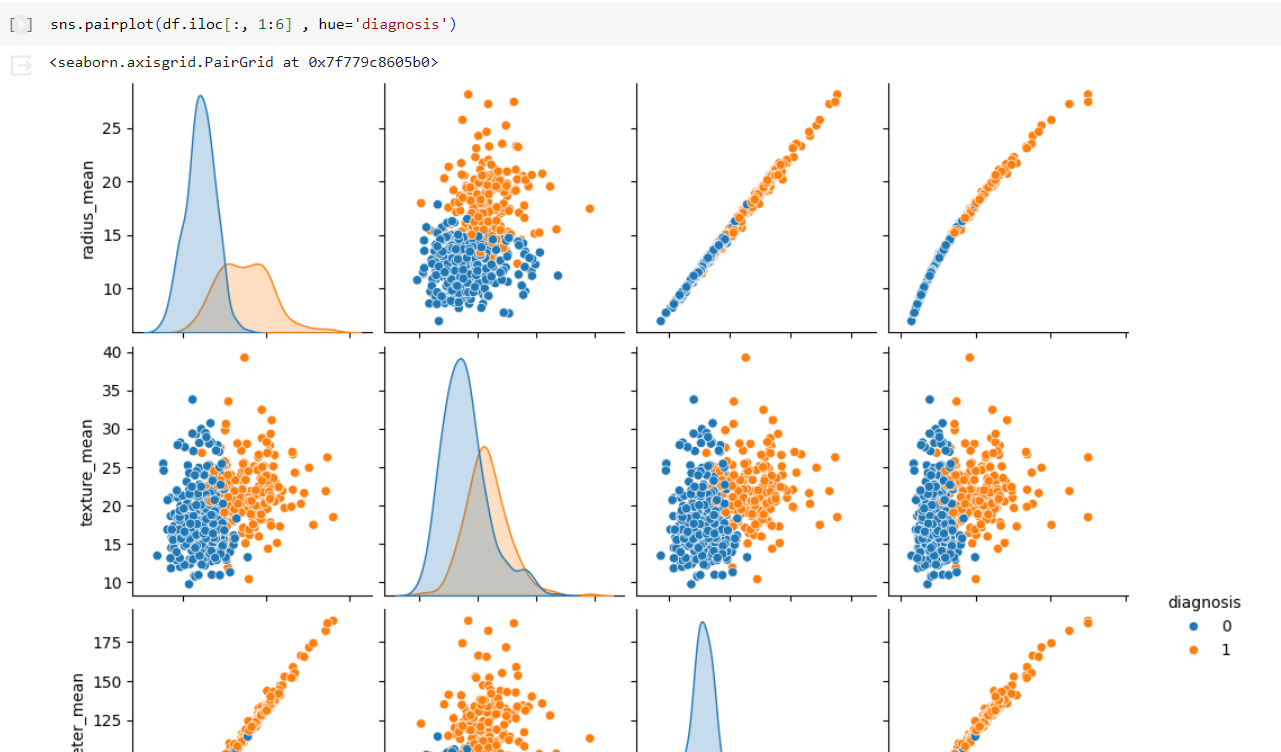 sns.pairplot(df.iloc[:, 1:6] , hue='diagnosis')
<seaborn.axisgrid.PairGrid at 0x7f779c8605b0>
25
20
15
10
radius_mean
40
35
30
25
20
15
10
texture_mean
diagnosis
0
1
175
150
125
eter_mean